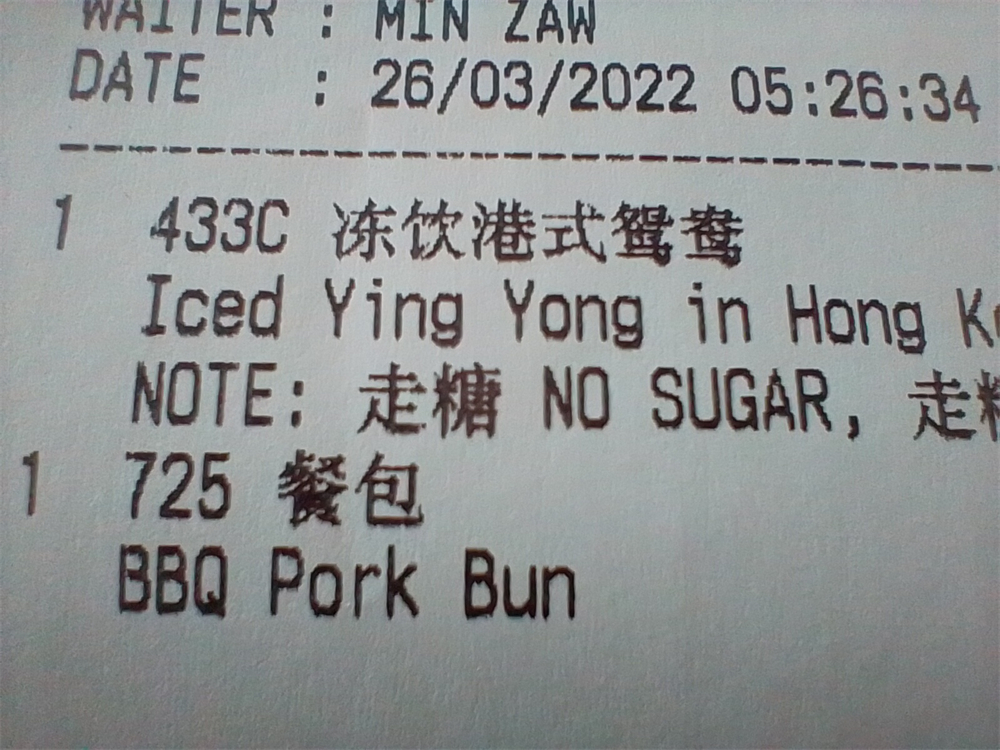 WAITER : MIN ZAW
DATE : 26/03/2022 05:26:34
1 433C 冻饮港式鸳鸯
Iced Ying Yong in Hong
NOTE: 走糖 NO SUGAR, 走
1 725 餐包
BBQ Pork Bun